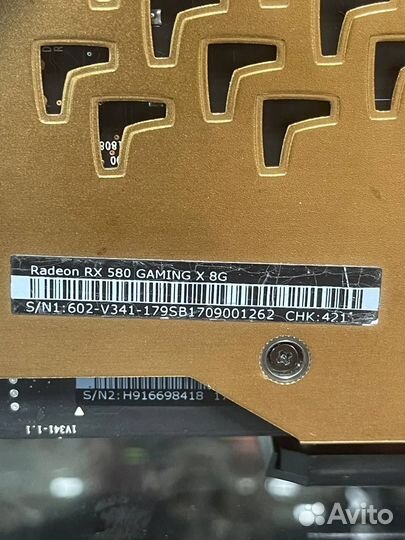 Radeon RX 580 GAMING X 8G
S/N1:602-V341-179SB1709001262 CHK:421
S/N2:H916698418
1V341-1.1
Avito